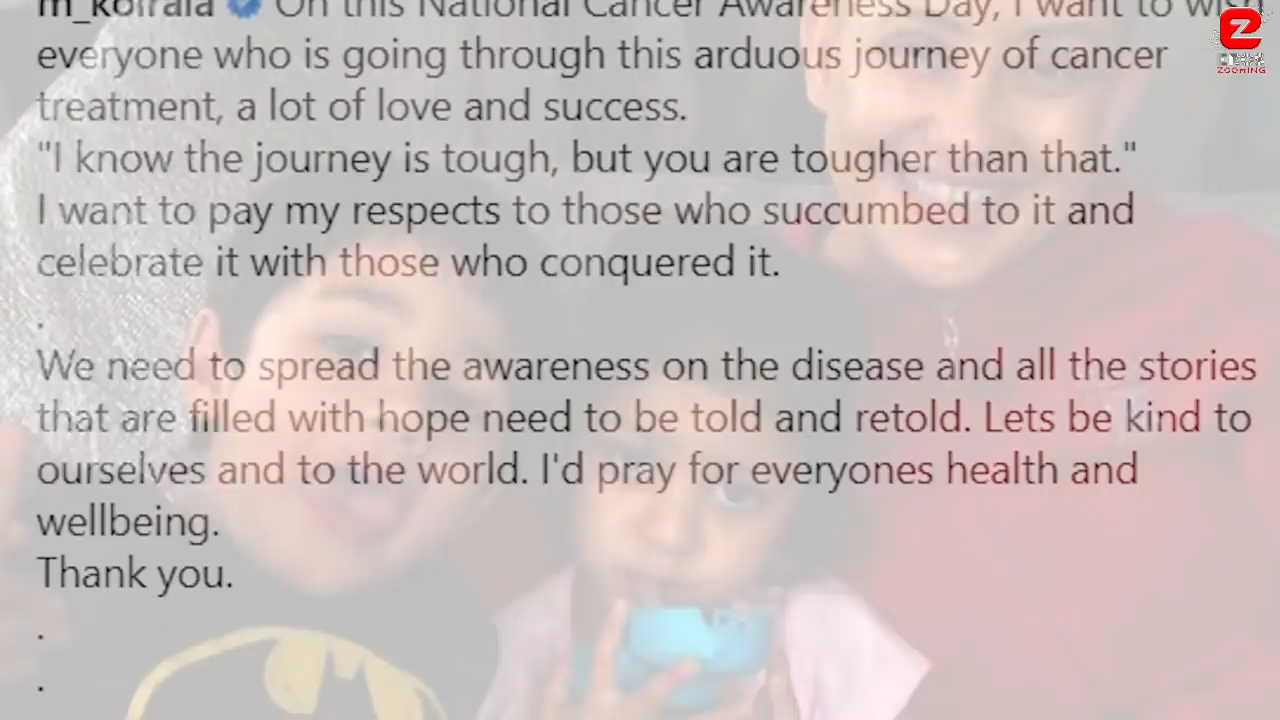 m_koirala On this National Cancer Awareness Day, I want to wish
everyone who is going through this arduous journey of cancer
treatment, a lot of love and success.
"I know the journey is tough, but you are tougher than that."
I want to pay my respects to those who succumbed to it and
celebrate it with those who conquered it.
.
We need to spread the awareness on the disease and all the stories
that are filled with hope need to be told and retold. Lets be kind to
ourselves and to the world. I'd pray for everyones health and
wellbeing.
Thank you.
.
.
Z
ZOOMING